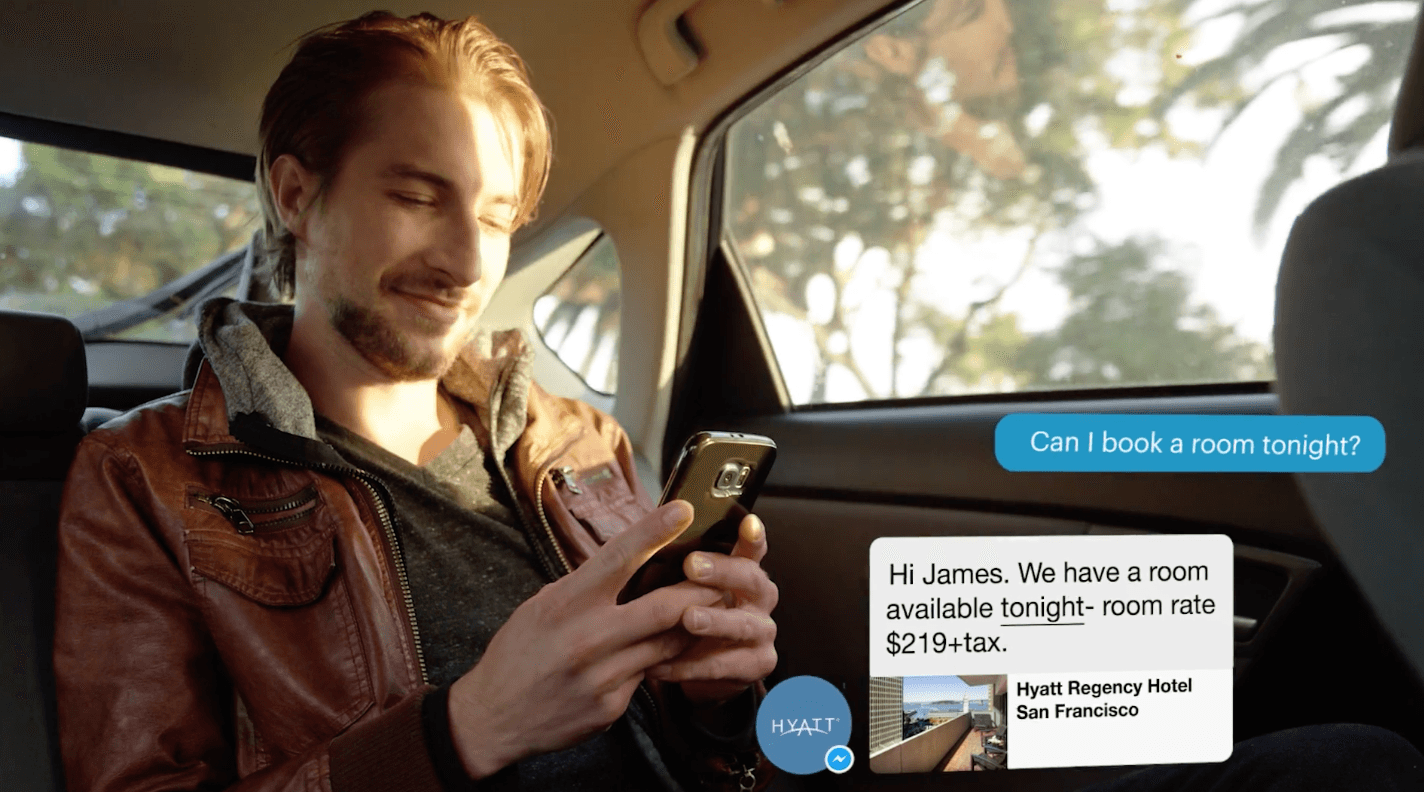 Can I book a room tonight?
Hi James. We have a room
available tonight- room rate
$219+tax.
Hyatt Regency Hotel
San Francisco
HYATT